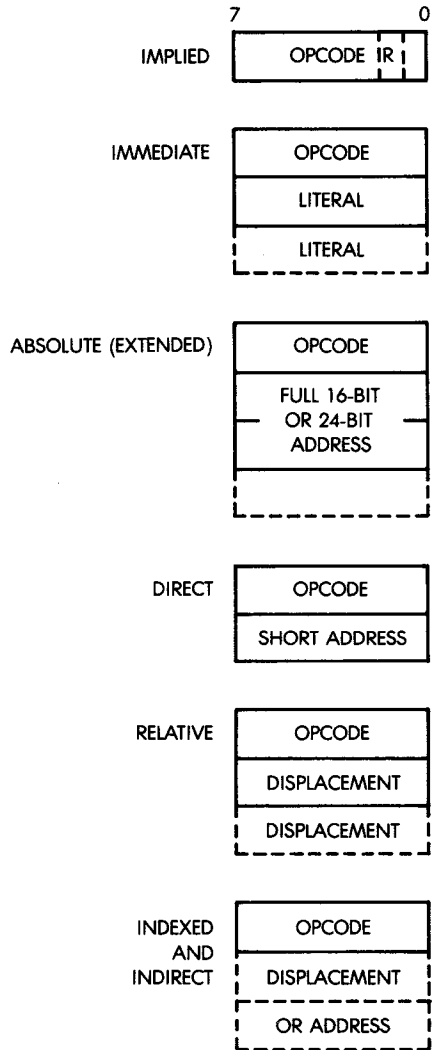 7 0
IMPLIED OPCODE IR
IMMEDIATE OPCODE
LITERAL
LITERAL
ABSOLUTE (EXTENDED) OPCODE
FULL 16-BIT
OR 24-BIT
ADDRESS
DIRECT OPCODE
SHORT ADDRESS
RELATIVE OPCODE
DISPLACEMENT
DISPLACEMENT
INDEXED OPCODE
AND
INDIRECT DISPLACEMENT
OR ADDRESS